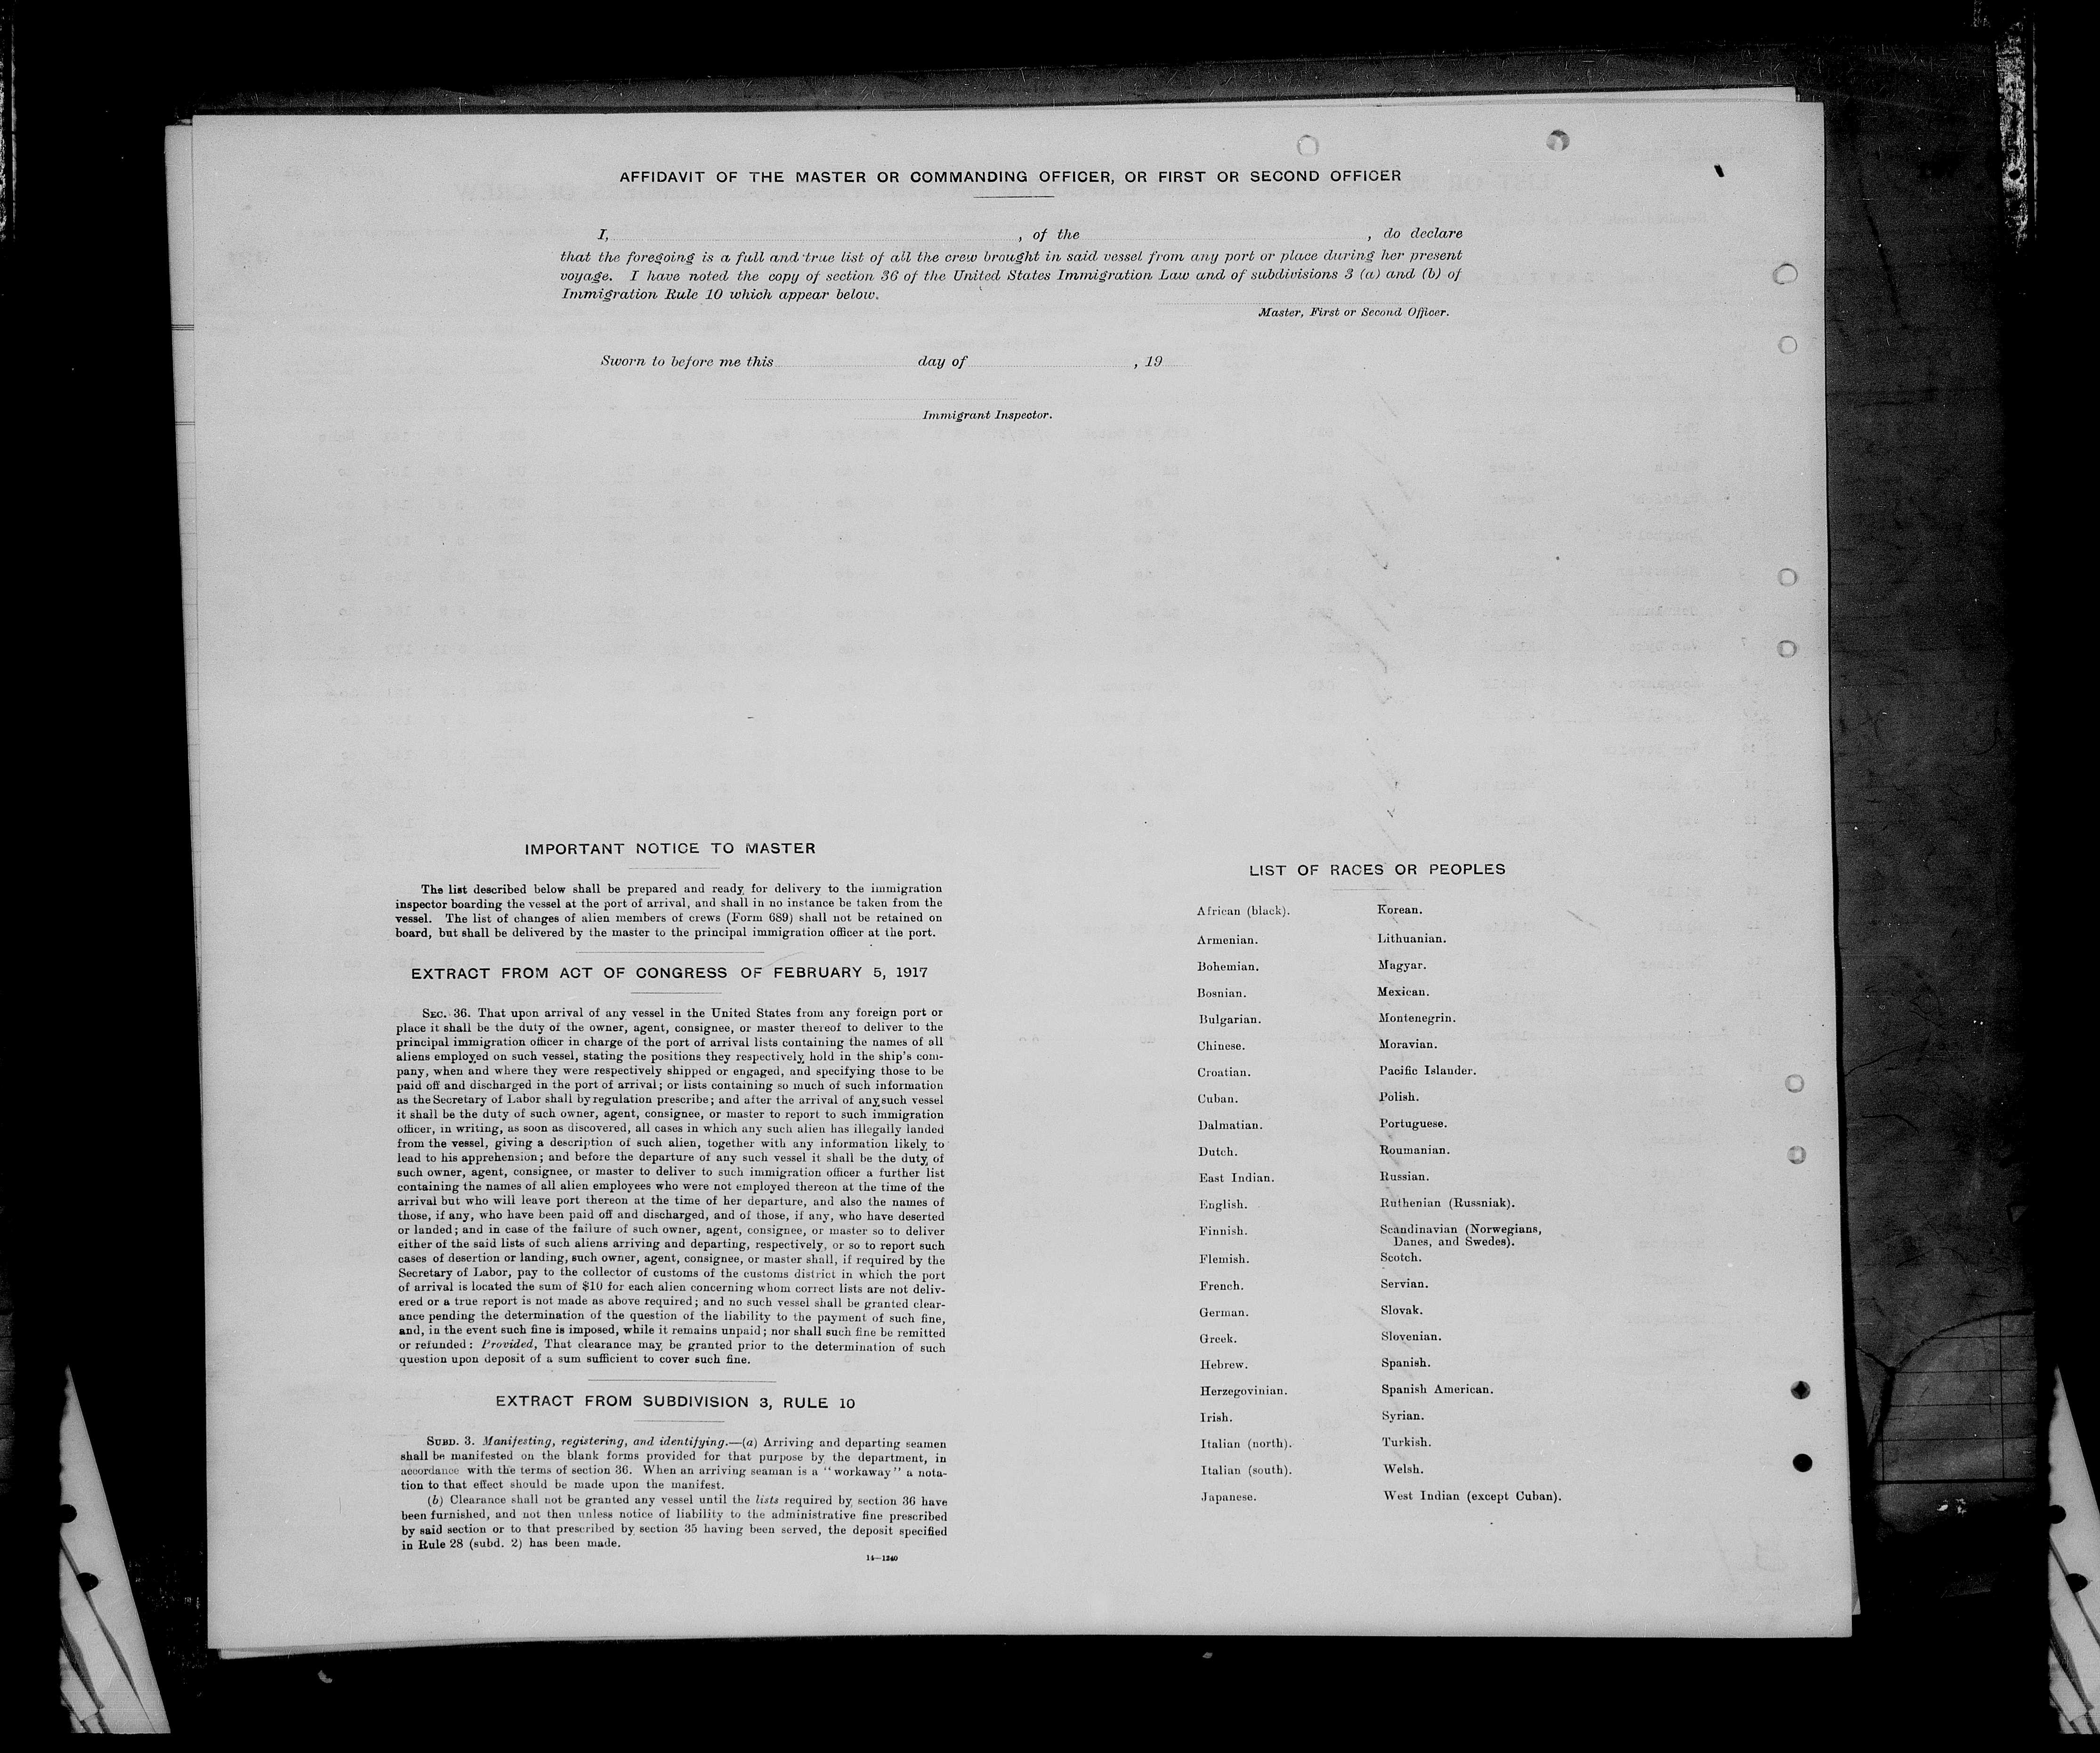 AFFIDAVIT OF THE MASTER OR COMMANDING OFFICER, OR FIRST OR SECOND OFFICER
I, , of the , do declare
that the foregoing is a full and true list of all the crew brought in said vessel from any port or place during her present
voyage. I have noted the copy of section 36 of the United States Immigration Law and of subdivisions 3 (a) and (b) of
Immigration Rule 10 which appear below.
Master, First or Second Officer.
Sworn to before me this day of , 19
Immigrant Inspector.
IMPORTANT NOTICE TO MASTER
The list described below shall be prepared and ready for delivery to the immigration
inspector boarding the vessel at the port of arrival, and shall in no instance be taken from the
vessel. The list of changes of alien members of crews (Form 689) shall not be retained on
board, but shall be delivered by the master to the principal immigration officer at the port.
EXTRACT FROM ACT OF CONGRESS OF FEBRUARY 5, 1917
SEC. 36. That upon arrival of any vessel in the United States from any foreign port or
place it shall be the duty of the owner, agent, consignee, or master thereof to deliver to the
principal immigration officer in charge of the port of arrival lists containing the names of all
aliens employed on such vessel, stating the positions they respectively hold in the ship's com-
pany, when and where they were respectively shipped or engaged, and specifying those to be
paid off and discharged in the port of arrival; or lists containing so much of such information
as the Secretary of Labor shall by regulation prescribe; and after the arrival of any such vessel
it shall be the duty of such owner, agent, consignee, or master to report to such immigration
officer, in writing, as soon as discovered, all cases in which any such alien has illegally landed
from the vessel, giving a description of such alien, together with any information likely to
lead to his apprehension; and before the departure of any such vessel it shall be the duty of
such owner, agent, consignee, or master to deliver to such immigration officer a further list
containing the names of all alien employees who were not employed thereon at the time of the
arrival but who will leave port thereon at the time of her departure, and also the names of
those, if any, who have been paid off and discharged, and of those, if any, who have deserted
or landed; and in case of the failure of such owner, agent, consignee, or master so to deliver
either of the said lists of such aliens arriving and departing, respectively, or so to report such
cases of desertion or landing, such owner, agent, consignee, or master shall, if required by the
Secretary of Labor, pay to the collector of customs of the customs district in which the port
of arrival is located the sum of $10 for each alien concerning whom correct lists are not deliv-
ered or a true report is not made as above required; and no such vessel shall be granted clear-
ance pending the determination of the question of the liability to the payment of such fine,
and, in the event such fine is imposed, while it remains unpaid; nor shall such fine be remitted
or refunded: Provided, That clearance may be granted prior to the determination of such
question upon deposit of a sum sufficient to cover such fine.
EXTRACT FROM SUBDIVISION 3, RULE 10
SUBD. 3. Manifesting, registering, and identifying.—(a) Arriving and departing seamen
shall be manifested on the blank forms provided for that purpose by the department, in
accordance with the terms of section 36. When an arriving seaman is a "workaway" a nota-
tion to that effect should be made upon the manifest.
(b) Clearance shall not be granted any vessel until the lists required by section 36 have
been furnished, and not then unless notice of liability to the administrative fine prescribed
by said section or to that prescribed by section 35 having been served, the deposit specified
in Rule 28 (subd. 2) has been made.
14—1240
LIST OF RACES OR PEOPLES
African (black).
Armenian.
Bohemian.
Bosnian.
Bulgarian.
Chinese.
Croatian.
Cuban.
Dalmatian.
Dutch.
East Indian.
English.
Finnish.
Flemish.
French.
German.
Greek.
Hebrew.
Herzegovinian.
Irish.
Italian (north).
Italian (south).
Japanese.
Korean.
Lithuanian.
Magyar.
Mexican.
Montenegrin.
Moravian.
Pacific Islander.
Polish.
Portuguese.
Roumanian.
Russian.
Ruthenian (Russniak).
Scandinavian (Norwegians,
Danes, and Swedes).
Scotch.
Servian.
Slovak.
Slovenian.
Spanish.
Spanish American.
Syrian.
Turkish.
Welsh.
West Indian (except Cuban).